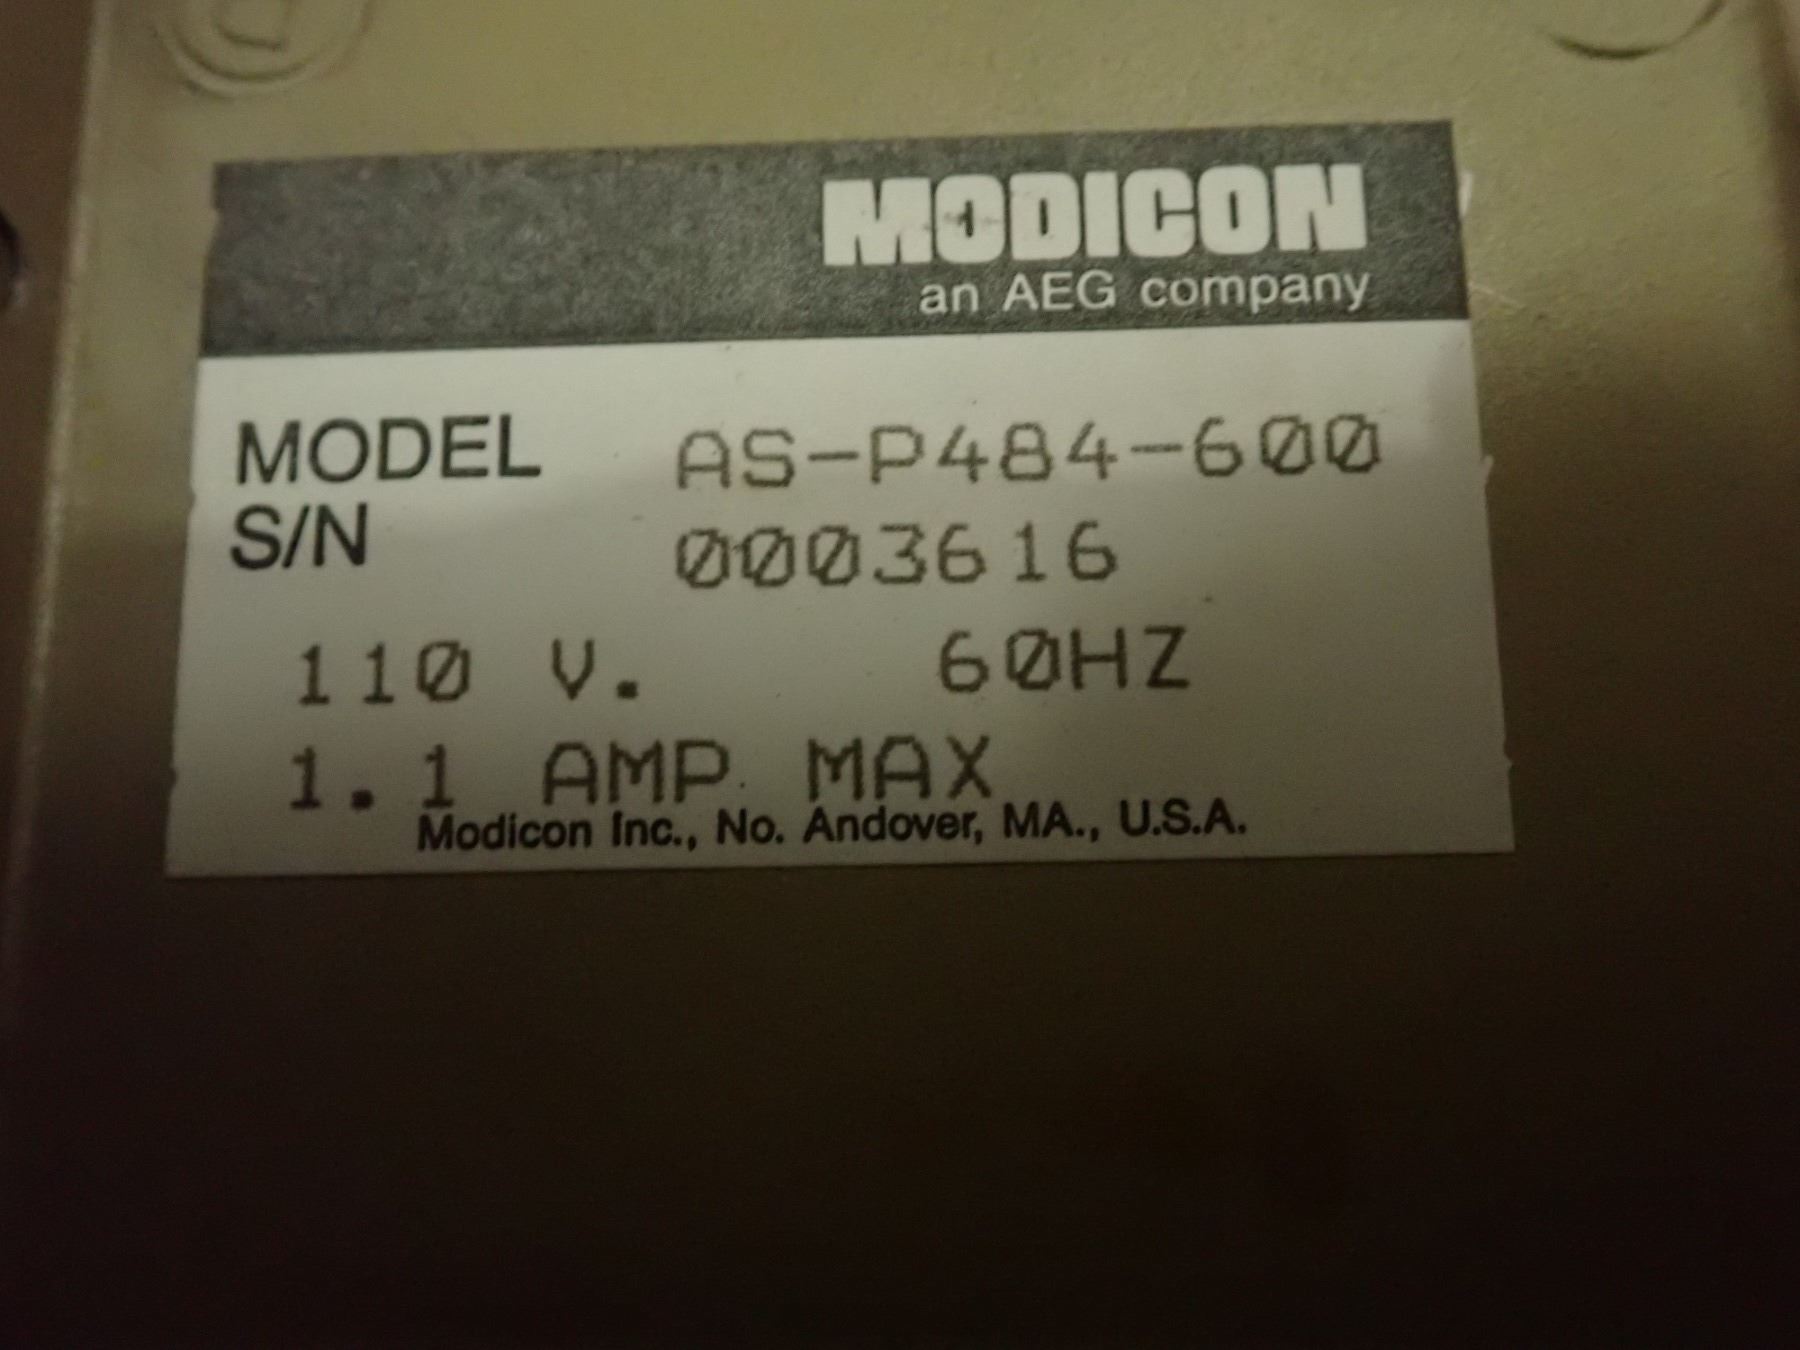 MODICON
an AEG company
MODEL AS-P484-600
S/N 0003616
110 V. 60HZ
1.1 AMP MAX
Modicon Inc., No. Andover, MA., U.S.A.